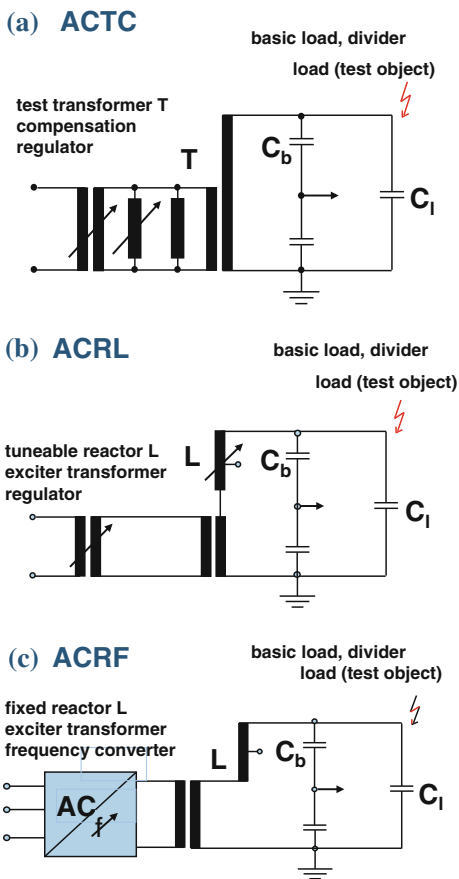 (a) ACTC
basic load, divider
load (test object)
test transformer T
compensation
regulator
T
Cb
Cl
(b) ACRL
basic load, divider
load (test object)
tuneable reactor L
exciter transformer
regulator
L
Cb
Cl
(c) ACRF
basic load, divider
load (test object)
fixed reactor L
exciter transformer
frequency converter
L
Cb
Cl
AC
f